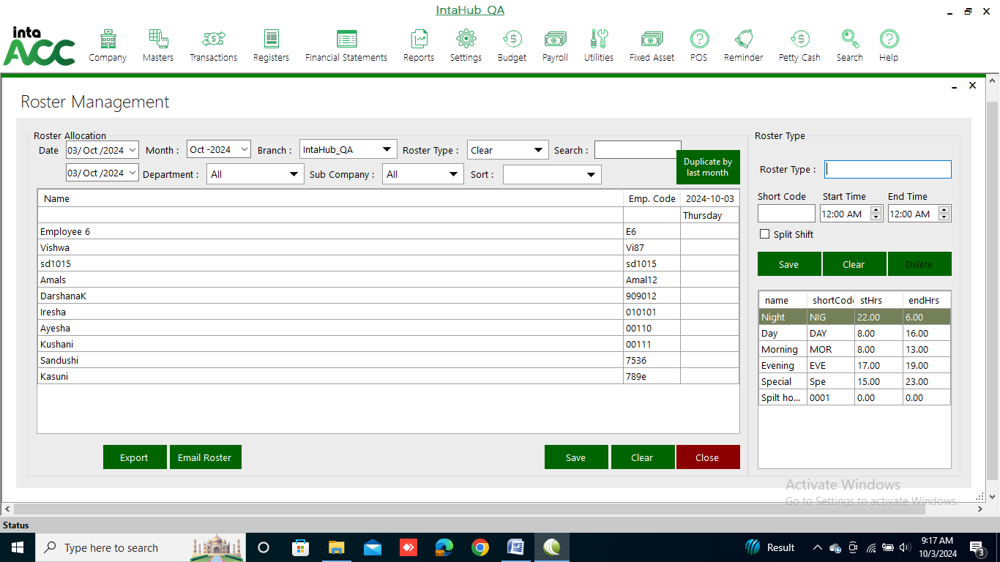 IntaHub_QA
inta
ACC
Company Masters Transactions Registers Financial Statements Reports Settings Budget Payroll Utilities Fixed Asset POS Reminder Petty Cash Search Help
Roster Management
Roster Allocation
Date 03/ Oct /2024 Month : Oct -2024 Branch : IntaHub_QA Roster Type : Clear Search :
03/ Oct /2024 Department : All Sub Company : All Sort :
Duplicate by
last month
Name Emp. Code 2024-10-03
Thursday
Employee 6 E6
Vishwa Vi87
sd1015 sd1015
Amals Amal12
DarshanaK 909012
Iresha 010101
Ayesha 00110
Kushani 00111
Sandushi 7536
Kasuni 789e
Export Email Roster Save Clear Close
Roster Type
Roster Type :
Short Code Start Time End Time
12:00 AM 12:00 AM
Split Shift
Save Clear Delete
name shortCode stHrs endHrs
Night NIG 22.00 6.00
Day DAY 8.00 16.00
Morning MOR 8.00 13.00
Evening EVE 17.00 19.00
Special Spe 15.00 23.00
Spilt ho... 0001 0.00 0.00
Activate Windows
Go to Settings to activate Windows.
Status
Type here to search
Result
9:17 AM
10/3/2024
3